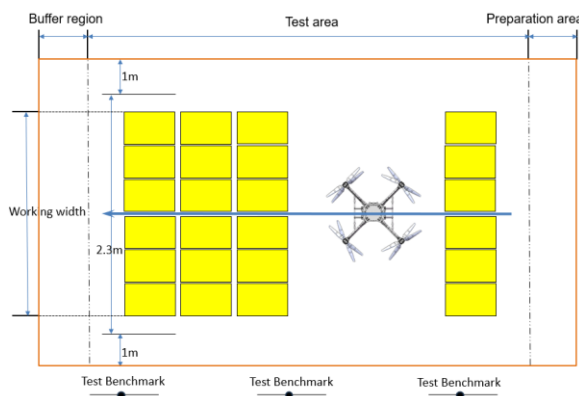 Buffer region
Test area
Preparation area
1m
Working width
2.3m
1m
Test Benchmark
Test Benchmark
Test Benchmark